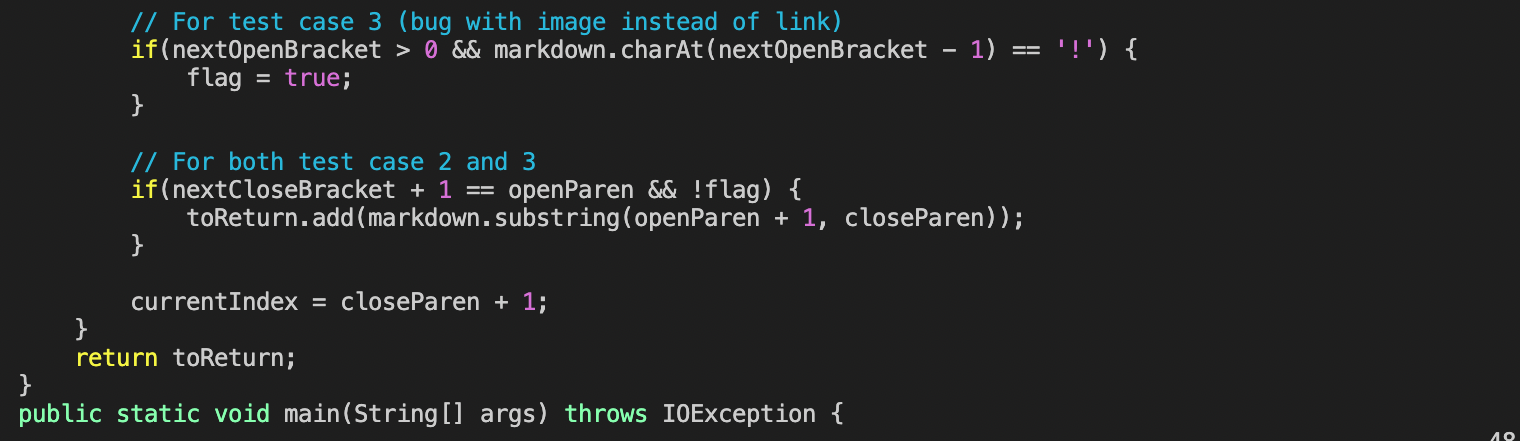 // For test case 3 (bug with image instead of link)
if(nextOpenBracket > 0 && markdown.charAt(nextOpenBracket - 1) == '!') {
flag = true;
}
// For both test case 2 and 3
if(nextCloseBracket + 1 == openParen && !flag) {
toReturn.add(markdown.substring(openParen + 1, closeParen));
}
currentIndex = closeParen + 1;
}
return toReturn;
}
public static void main(String[] args) throws IOException {